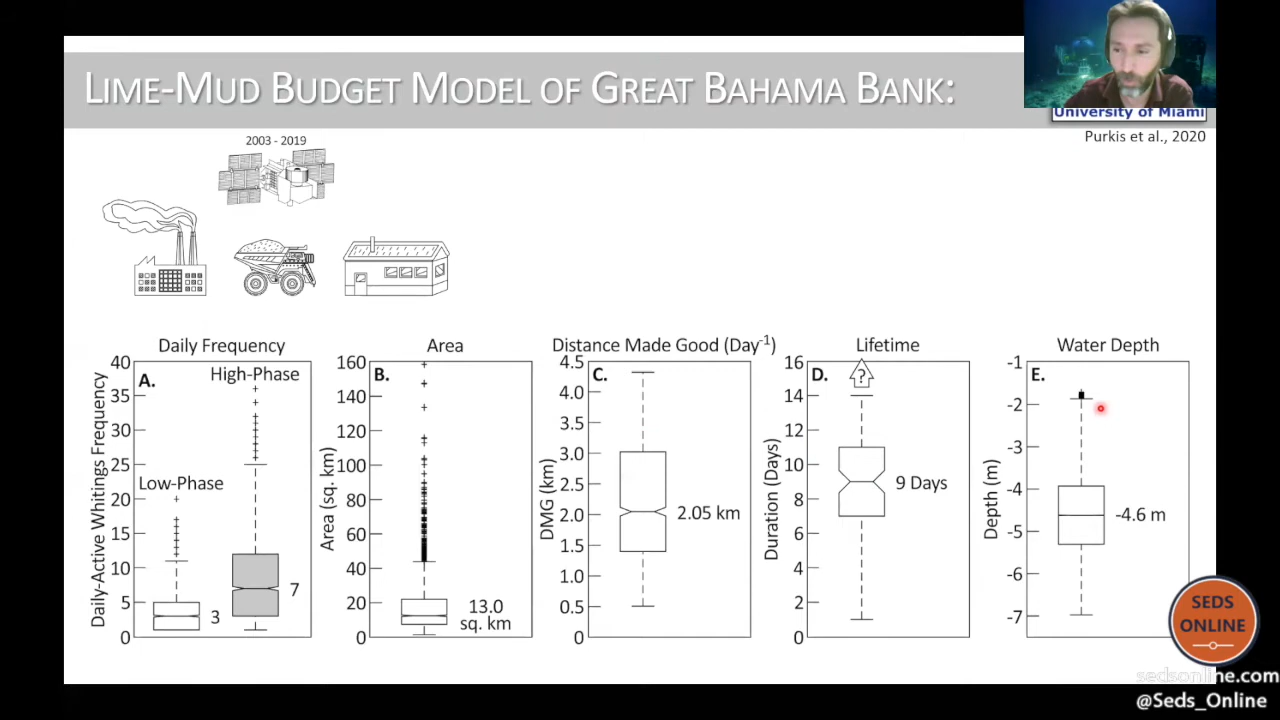 LIME-MUD BUDGET MODEL OF GREAT BAHAMA BANK:
University of Miami
Purkis et al., 2020
2003 - 2019
Daily Frequency
Daily-Active Whitings Frequency
40
35
30
25
20
15
10
5
0
A.
High-Phase
Low-Phase
3
7
Area
Area (sq. km)
160
140
120
100
80
60
40
20
0
B.
13.0
sq. km
Distance Made Good (Day-1)
DMG (km)
4.5
4.0
3.5
3.0
2.5
2.0
1.5
1.0
0.5
0
C.
2.05 km
Lifetime
Duration (Days)
16
14
12
10
8
6
4
2
0
D.
?
9 Days
Water Depth
Depth (m)
-1
-2
-3
-4
-5
-6
-7
E.
-4.6 m
SEDS
ONLINE
sedsonline.com
@Seds_Online